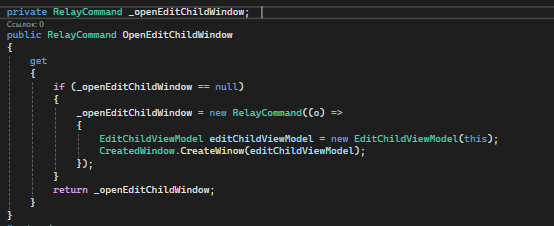 private RelayCommand _openEditChildWindow;
Ссылок: 0
public RelayCommand OpenEditChildWindow
{
get
{
if (_openEditChildWindow == null)
{
_openEditChildWindow = new RelayCommand((o) =>
{
EditChildViewModel editChildViewModel = new EditChildViewModel(this);
CreatedWindow.CreateWinow(editChildViewModel);
});
}
return _openEditChildWindow;
}
}